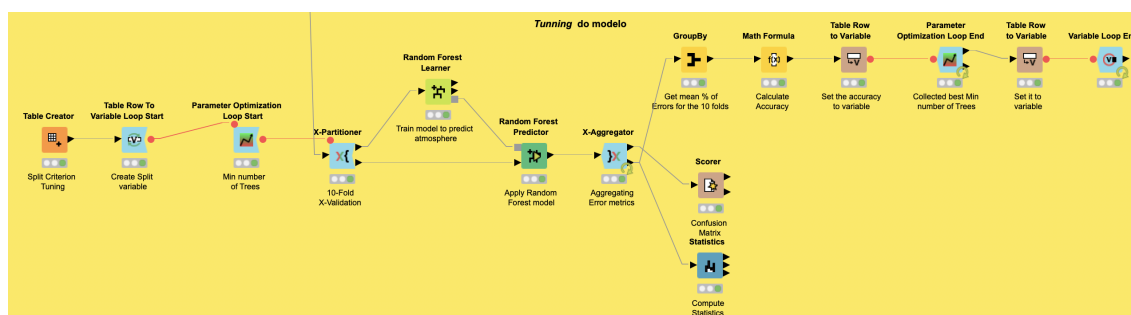 Tunning do modelo
Table Creator
Split Criterion
Tuning
Table Row To
Variable Loop Start
Create Split
variable
Parameter Optimization
Loop Start
Min number
of Trees
X-Partitioner
10-Fold
X-Validation
Random Forest
Learner
Train model to predict
atmosphere
Random Forest
Predictor
Apply Random
Forest model
X-Aggregator
Aggregating
Error metrics
GroupBy
Get mean % of
Errors for the 10 folds
Math Formula
Calculate
Accuracy
Table Row
to Variable
Set the accuracy
to variable
Parameter
Optimization Loop End
Collected best Min
number of Trees
Table Row
to Variable
Set it to
variable
Variable Loop En
Scorer
Confusion
Matrix
Statistics
Compute
Statistics